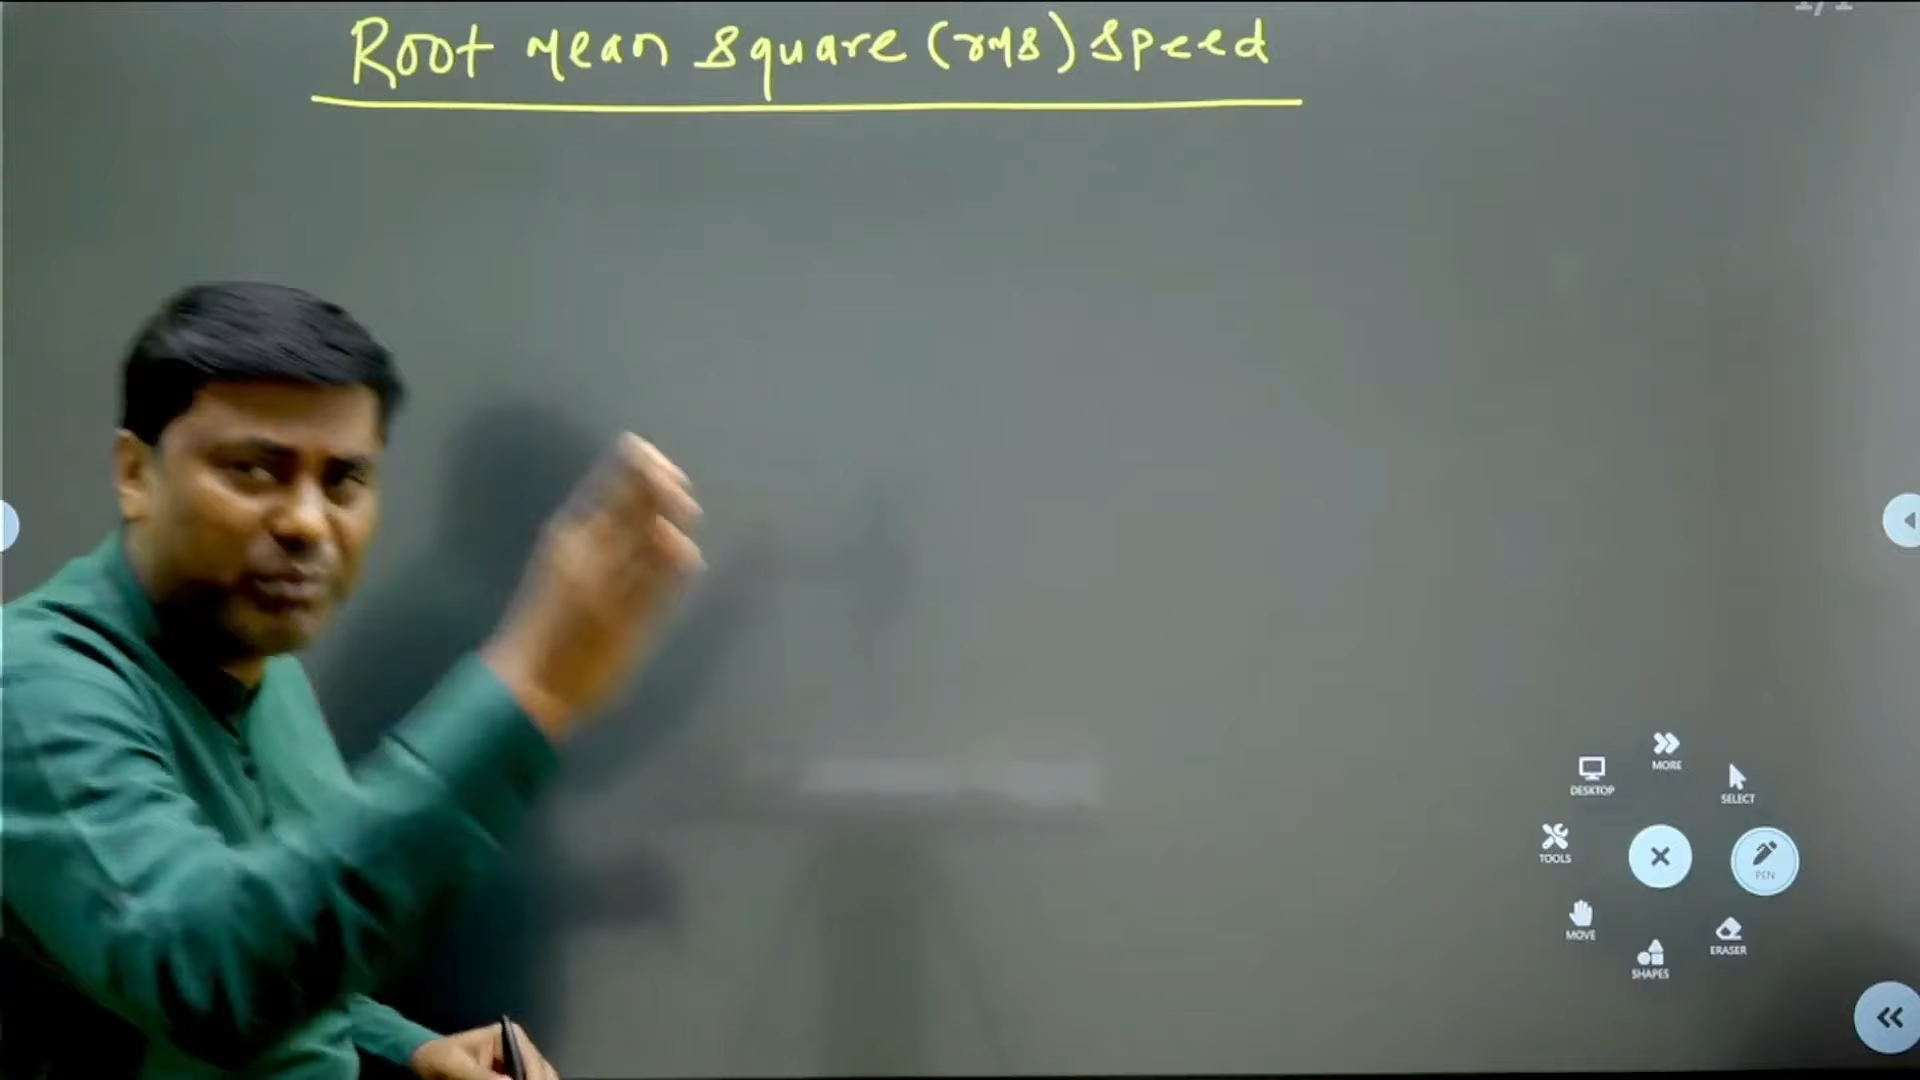 Root Mean Square (rms) Speed
MORE
DESKTOP
SELECT
TOOLS
PEN
MOVE
ERASER
SHAPES